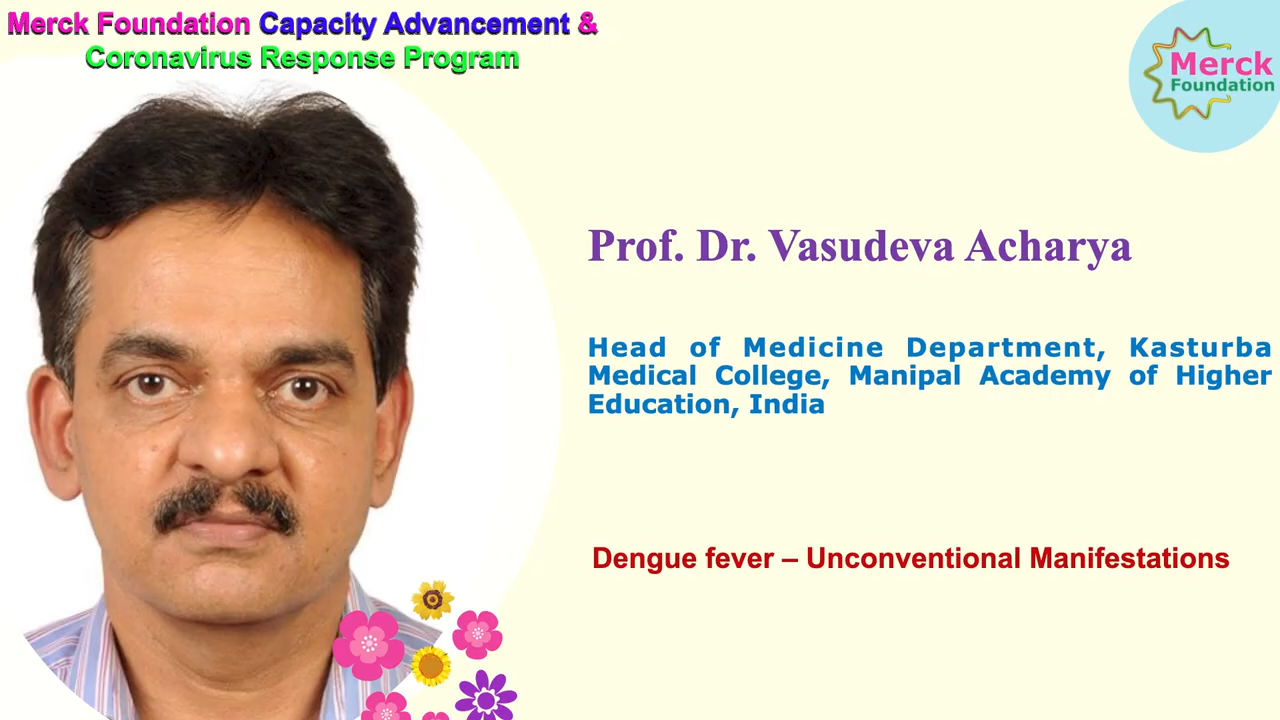 Merck Foundation Capacity Advancement &
Coronavirus Response Program
Merck
Foundation
Prof. Dr. Vasudeva Acharya
Head of Medicine Department, Kasturba
Medical College, Manipal Academy of Higher
Education, India
Dengue fever – Unconventional Manifestations